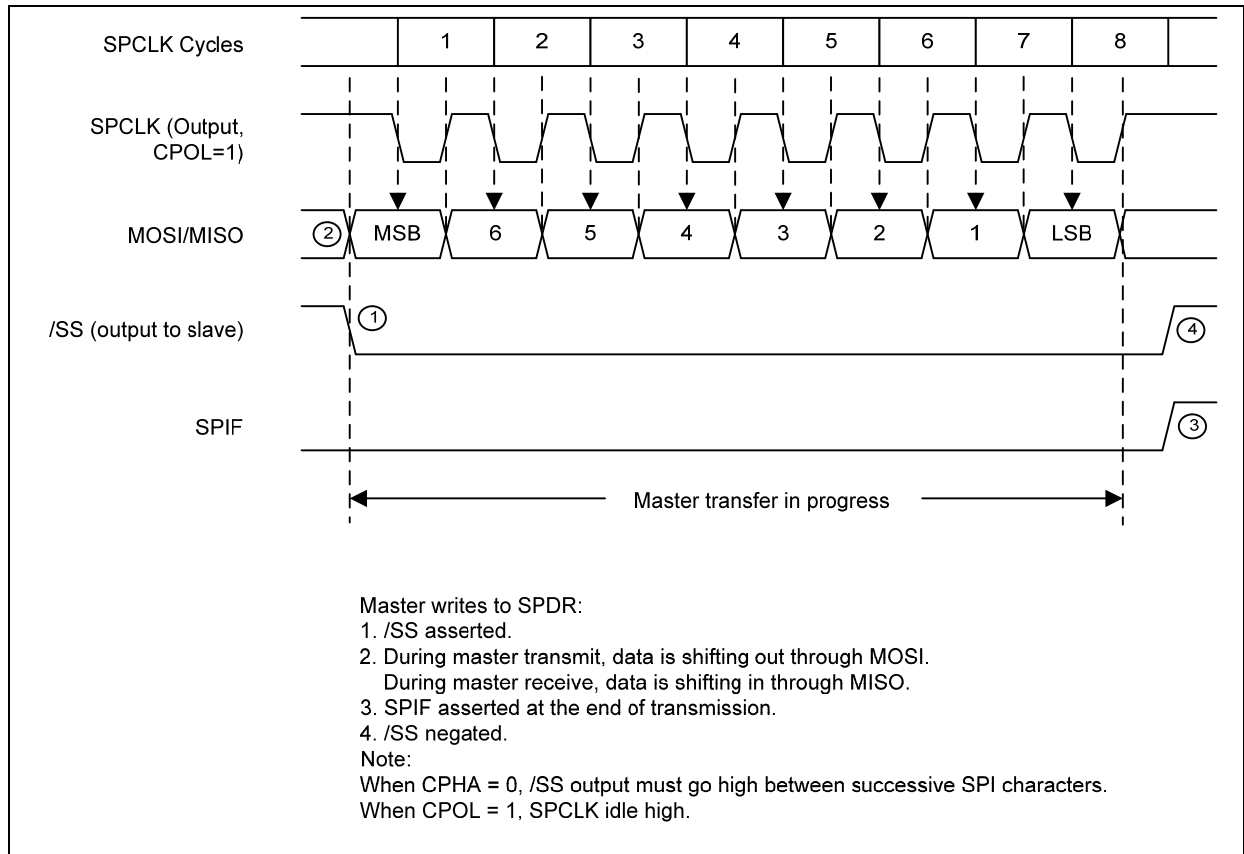 SPCLK Cycles
1 2 3 4 5 6 7 8
SPCLK (Output,
CPOL=1)
MOSI/MISO
2 MSB 6 5 4 3 2 1 LSB
/SS (output to slave)
1
4
SPIF
3
Master transfer in progress
Master writes to SPDR:
1. /SS asserted.
2. During master transmit, data is shifting out through MOSI.
During master receive, data is shifting in through MISO.
3. SPIF asserted at the end of transmission.
4. /SS negated.
Note:
When CPHA = 0, /SS output must go high between successive SPI characters.
When CPOL = 1, SPCLK idle high.